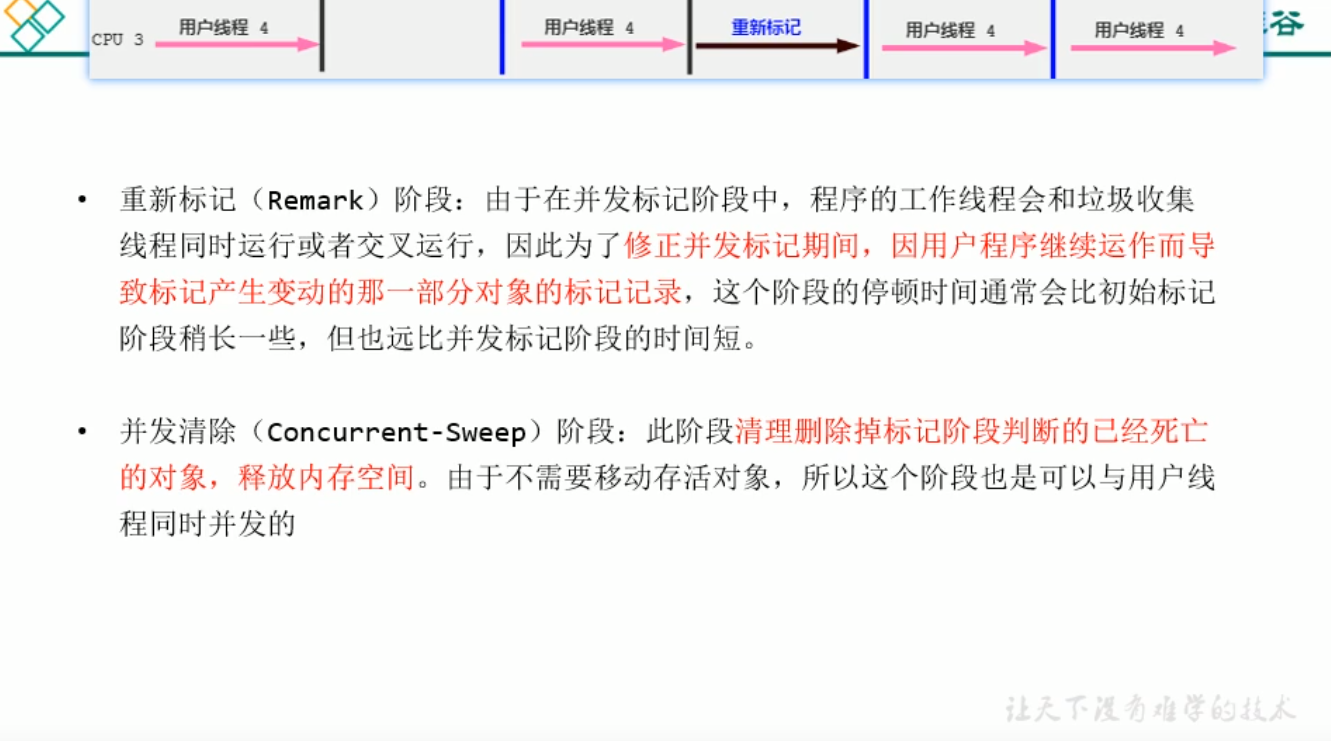 CPU 3 用户线程 4 用户线程 4 重新标记 用户线程 4 用户线程 4
谷
• 重新标记（Remark）阶段：由于在并发标记阶段中，程序的工作线程会和垃圾收集
线程同时运行或者交叉运行，因此为了修正并发标记期间，因用户程序继续运作而导
致标记产生变动的那一部分对象的标记记录，这个阶段的停顿时间通常会比初始标记
阶段稍长一些，但也远比并发标记阶段的时间短。
• 并发清除（Concurrent-Sweep）阶段：此阶段清理删除掉标记阶段判断的已经死亡
的对象，释放内存空间。由于不需要移动存活对象，所以这个阶段也是可以与用户线
程同时并发的
让天下没有难学的技术